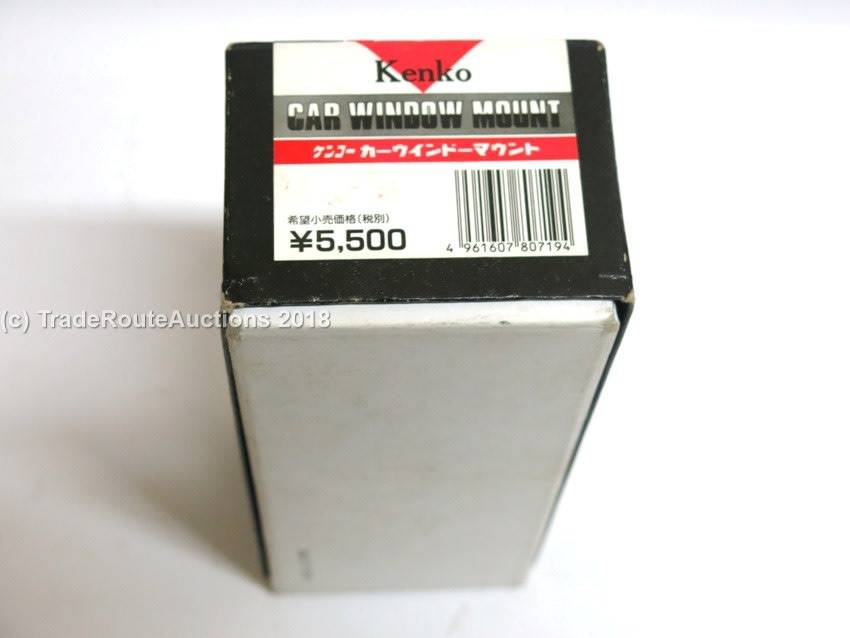 Kenko
CAR WINDOW MOUNT
ケンコー カーウインドーマウント
希望小売価格(税別)
¥5,500
4 961607 807194
(c) TradeRouteAuctions 2018